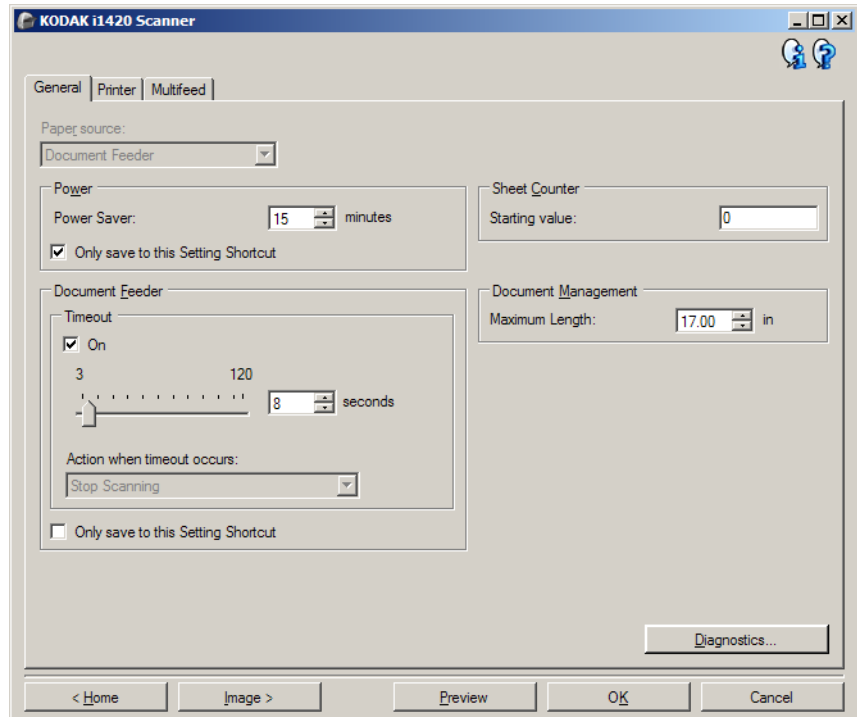 KODAK i1420 Scanner
General Printer Multifeed
Paper source:
Document Feeder
Power
Power Saver: 15 minutes
Only save to this Setting Shortcut
Sheet Counter
Starting value: 0
Document Feeder
Timeout
On
3 120
8 seconds
Action when timeout occurs:
Stop Scanning
Only save to this Setting Shortcut
Document Management
Maximum Length: 17.00 in
Diagnostics...
< Home Image > Preview OK Cancel